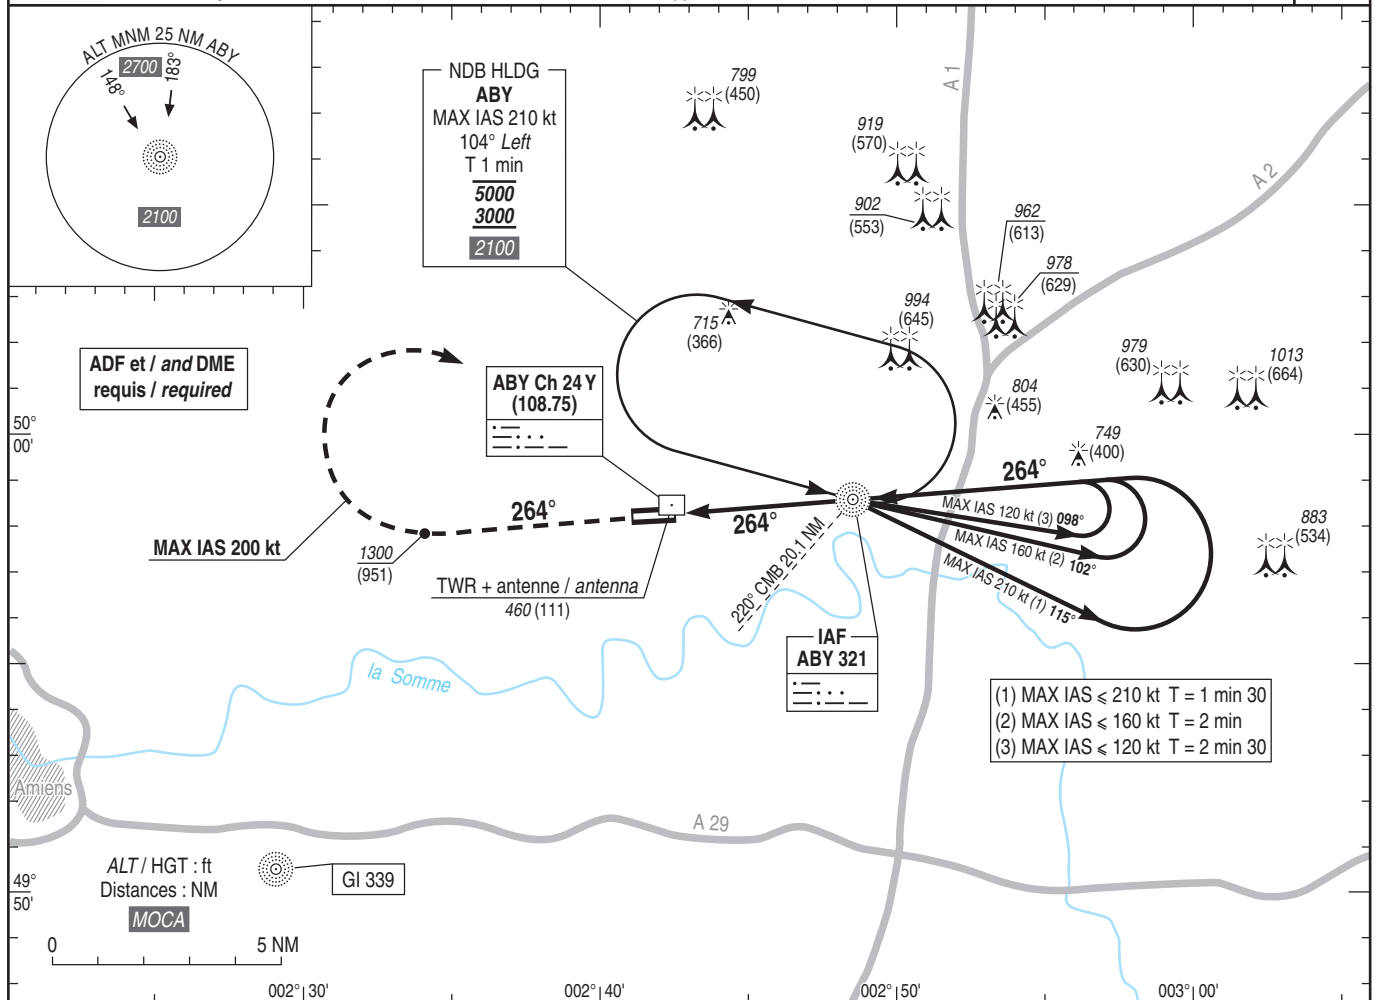 ALT MNM 25 NM ABY
2700
148°
183°
2100
NDB HLDG
ABY
MAX IAS 210 kt
104° Left
T 1 min
5000
3000
2100
799
(450)
919
(570)
902
(553)
962
(613)
978
(629)
994
(645)
715
(366)
979
(630)
1013
(664)
804
(455)
749
(400)
883
(534)
A 1
A 2
ADF et / and DME
requis / required
ABY Ch 24 Y
(108.75)
50°
00'
264°
264°
264°
MAX IAS 120 kt (3) 098°
MAX IAS 160 kt (2) 102°
MAX IAS 210 kt (1) 115°
MAX IAS 200 kt
1300
(951)
TWR + antenne / antenna
460 (111)
220° CMB 20.1 NM
IAF
ABY 321
la Somme
(1) MAX IAS ⩽ 210 kt T = 1 min 30
(2) MAX IAS ⩽ 160 kt T = 2 min
(3) MAX IAS ⩽ 120 kt T = 2 min 30
Amiens
A 29
ALT / HGT : ft
Distances : NM
MOCA
GI 339
49°
50'
0 5 NM
002° 30'
002° 40'
002° 50'
003° 00'